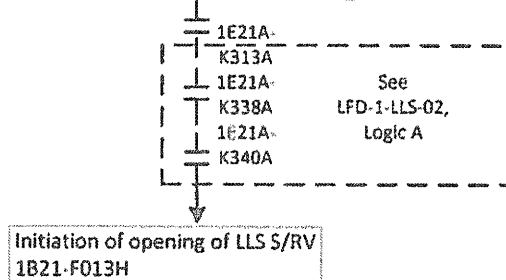 1E21A-
K313A
1E21A-
K338A
1E21A-
K340A
See
LFD-1-LLS-02,
Logic A
Initiation of opening of LLS S/RV
1B21-F013H